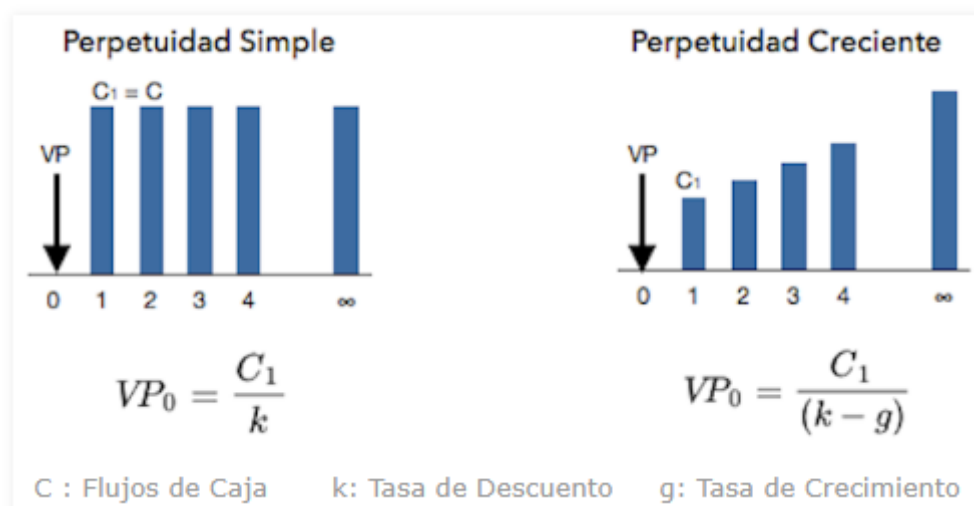 Perpetuidad Simple
C₁ = C
VP
0 1 2 3 4 ∞
VP₀ = C₁ / k
Perpetuidad Creciente
VP
C₁
0 1 2 3 4 ∞
VP₀ = C₁ / (k − g)
C : Flujos de Caja k: Tasa de Descuento g: Tasa de Crecimiento